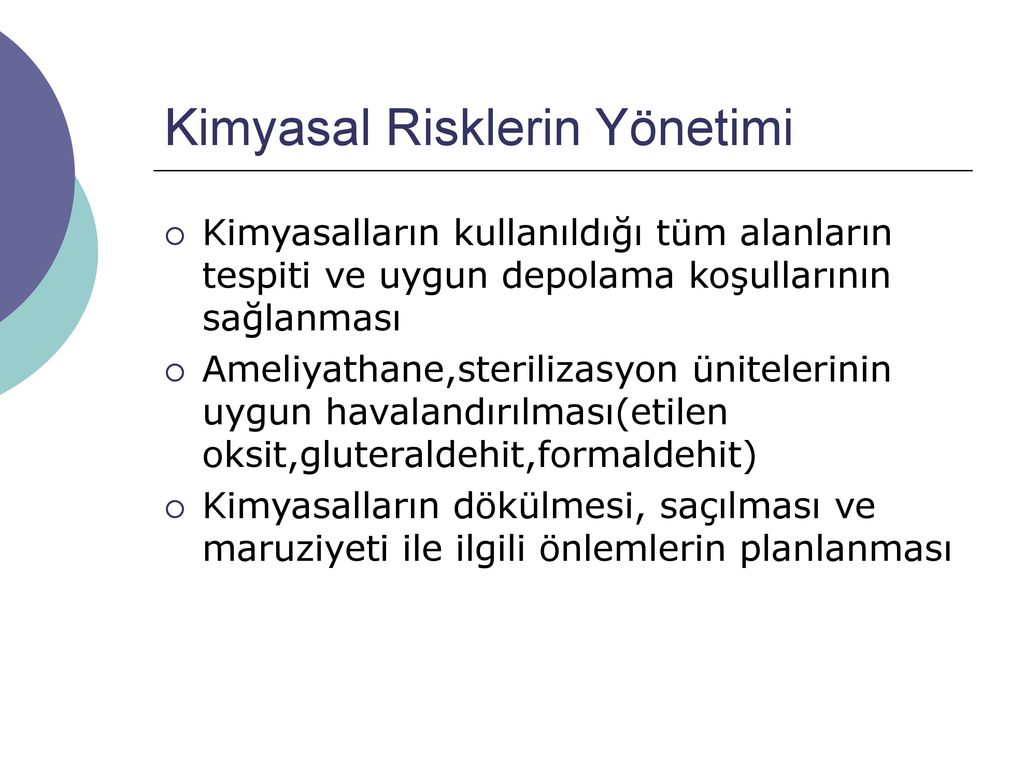 Kimyasal Risklerin Yönetimi
Kimyasalların kullanıldığı tüm alanların
tespiti ve uygun depolama koşullarının
sağlanması
Ameliyathane,sterilizasyon ünitelerinin
uygun havalandırılması(etilen
oksit,gluteraldehit,formaldehit)
Kimyasalların dökülmesi, saçılması ve
maruziyeti ile ilgili önlemlerin planlanması